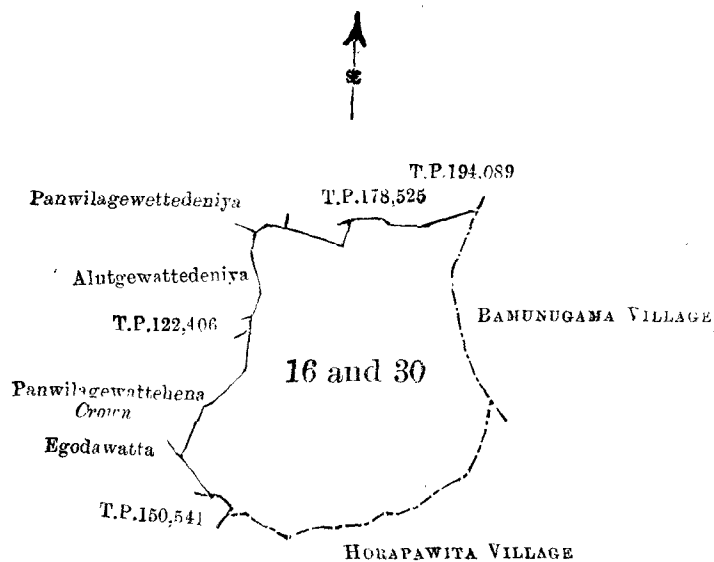 T.P.194,089
Panwilagewettedeniya
T.P.178,525
Alutgewattedeniya
T.P.122,406
BAMUNUGAMA VILLAGE
16 and 30
Panwilagewattehena
Crown
Egodawatta
T.P.150,541
HORAPAWITA VILLAGE